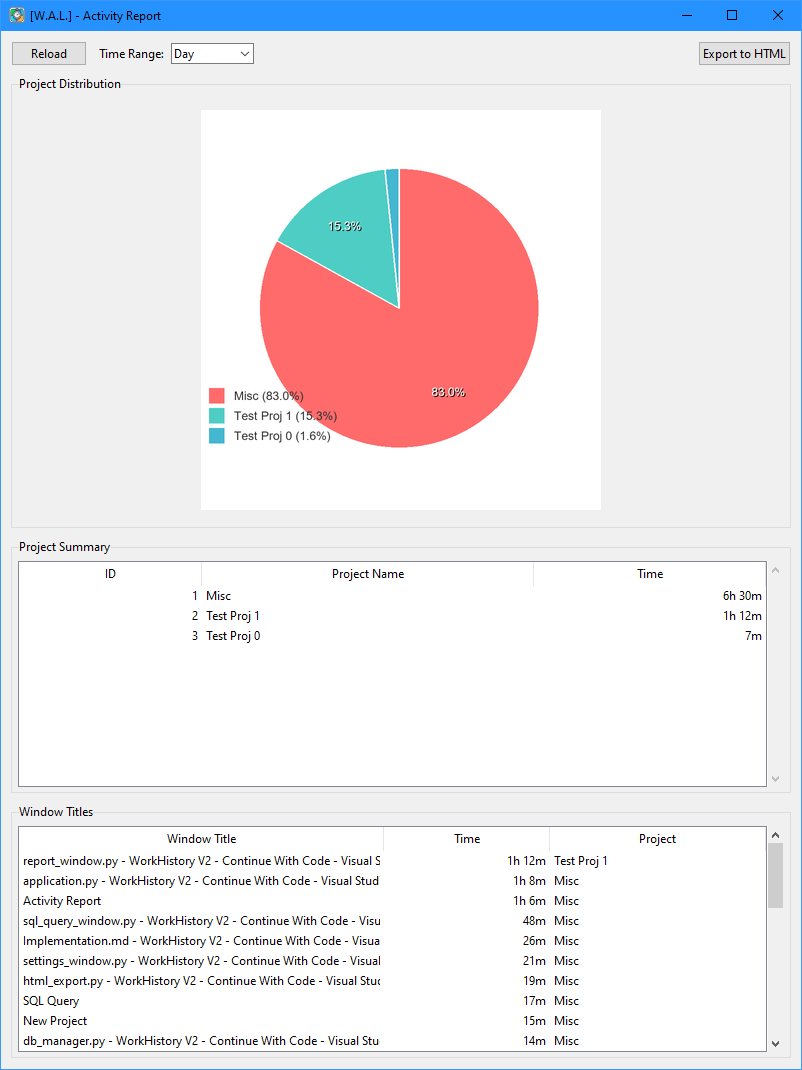 [W.A.L.] - Activity Report
Reload Time Range: Day Export to HTML
Project Distribution
15.3%
83.0%
Misc (83.0%)
Test Proj 1 (15.3%)
Test Proj 0 (1.6%)
Project Summary
ID Project Name Time
1 Misc 6h 30m
2 Test Proj 1 1h 12m
3 Test Proj 0 7m
Window Titles
Window Title Time Project
report_window.py - WorkHistory V2 - Continue With Code - Visual S 1h 12m Test Proj 1
application.py - WorkHistory V2 - Continue With Code - Visual Stud 1h 8m Misc
Activity Report 1h 6m Misc
sql_query_window.py - WorkHistory V2 - Continue With Code - Visu 48m Misc
Implementation.md - WorkHistory V2 - Continue With Code - Visua 26m Misc
settings_window.py - WorkHistory V2 - Continue With Code - Visua 21m Misc
html_export.py - WorkHistory V2 - Continue With Code - Visual Stuc 19m Misc
SQL Query 17m Misc
New Project 15m Misc
db_manager.py - WorkHistory V2 - Continue With Code - Visual Stu 14m Misc